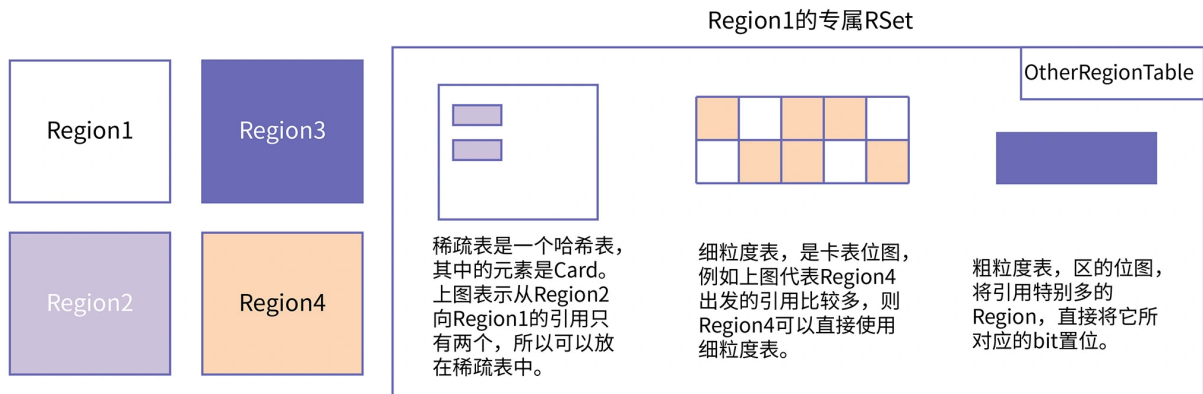 Region1的专属RSet
OtherRegionTable
Region1
Region3
Region2
Region4
稀疏表是一个哈希表，
其中的元素是Card。
上图表示从Region2
向Region1的引用只
有两个，所以可以放
在稀疏表中。
细粒度表，是卡表位图，
例如上图代表Region4
出发的引用比较多，则
Region4可以直接使用
细粒度表。
粗粒度表，区的位图，
将引用特别多的
Region，直接将它所
对应的bit置位。